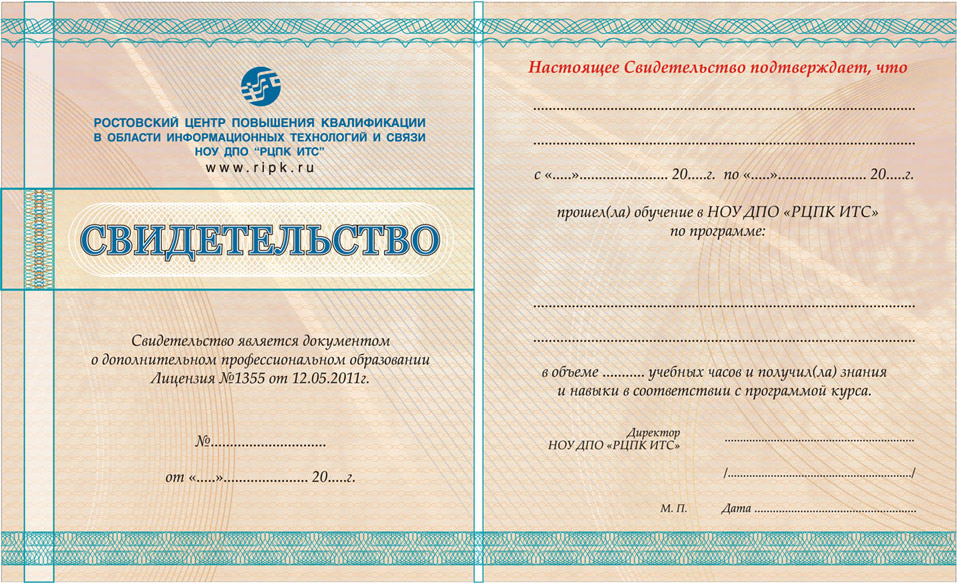 РОСТОВСКИЙ ЦЕНТР ПОВЫШЕНИЯ КВАЛИФИКАЦИИ
В ОБЛАСТИ ИНФОРМАЦИОННЫХ ТЕХНОЛОГИЙ И СВЯЗИ
НОУ ДПО “РЦПК ИТС”
www.ripk.ru
СВИДЕТЕЛЬСТВО
Свидетельство является документом
о дополнительном профессиональном образовании
Лицензия №1355 от 12.05.2011г.
№..............................
от «.....»...................... 20....г.
Настоящее Свидетельство подтверждает, что
....................................................................................................
....................................................................................................
с «.....»....................... 20.....г. по «.....»....................... 20.....г.
прошел(ла) обучение в НОУ ДПО «РЦПК ИТС»
по программе:
....................................................................................................
....................................................................................................
в объеме ........... учебных часов и получил(ла) знания
и навыки в соответствии с программой курса.
Директор
НОУ ДПО «РЦПК ИТС» ............................................................
/............................................................/
М. П. Дата ....................................................